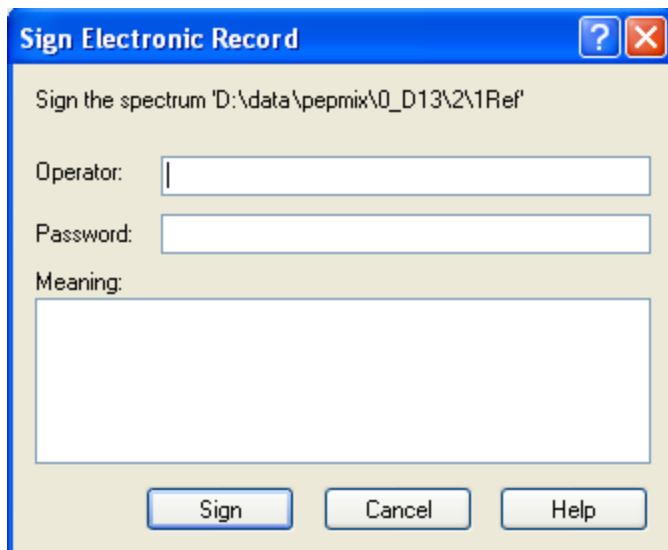 Sign Electronic Record
Sign the spectrum 'D:\data\pepmix\0_D13\2\1Ref'
Operator:
Password:
Meaning:
Sign Cancel Help